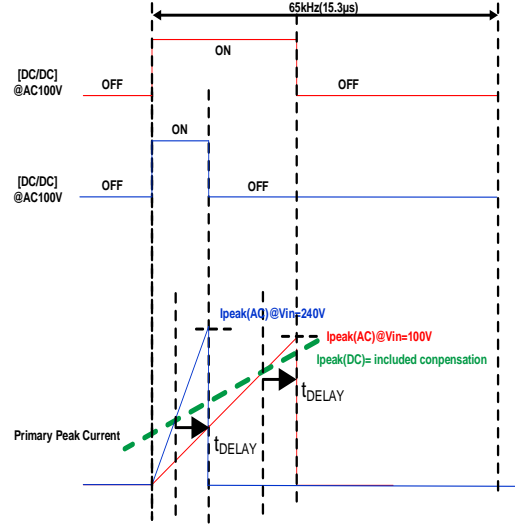 65kHz(15.3μs)
ON
[DC/DC]
@AC100V
OFF
OFF
ON
[DC/DC]
@AC100V
OFF
OFF
Ipeak(AC)@Vin=240V
Ipeak(AC)@Vin=100V
Ipeak(DC)= included conpensation
tDELAY
Primary Peak Current
tDELAY